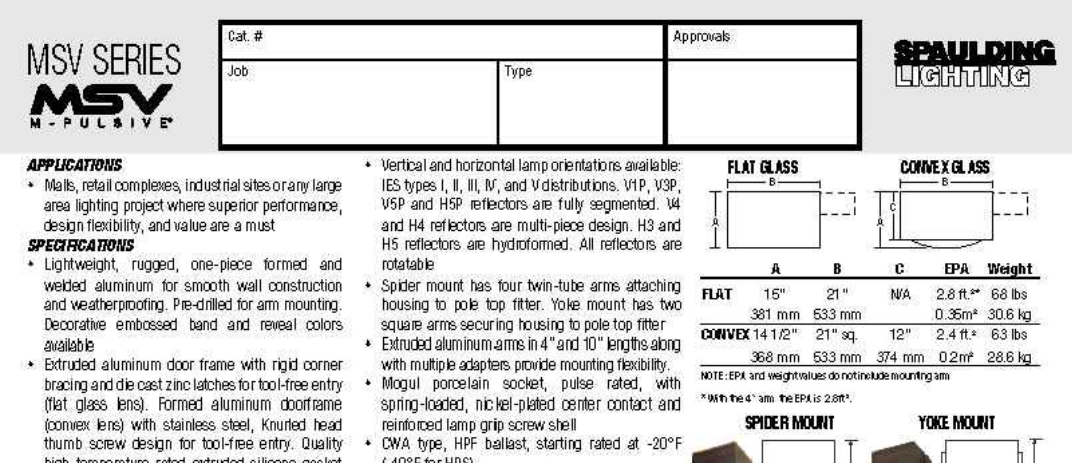 MSV SERIES
MSV
M-PULSIVE®
Cat. #
Approvals
Job
Type
SPAULDING
LIGHTING
APPLICATIONS
• Malls, retail complexes, industrial sites or any large
area lighting project where superior performance,
design flexibility, and value are a must
SPECIFICATIONS
• Lightweight, rugged, one-piece formed and
welded aluminum for smooth wall construction
and weatherproofing. Pre-drilled for arm mounting.
Decorative embossed band and reveal colors
available
• Extruded aluminum door frame with rigid corner
bracing and die cast zinc latches for tool-free entry
(flat glass lens). Formed aluminum doorframe
(convex lens) with stainless steel, Knurled head
thumb screw design for tool-free entry. Quality
high temperature rated extruded silicone gasket
• Vertical and horizontal lamp orientations available:
IES types I, II, III, IV, and V distributions. V1P, V3P,
V5P and H5P reflectors are fully segmented. V4
and H4 reflectors are multi-piece design. H3 and
H5 reflectors are hydroformed. All reflectors are
rotatable
• Spider mount has four twin-tube arms attaching
housing to pole top fitter. Yoke mount has two
square arms securing housing to pole top fitter
• Extruded aluminum arms in 4" and 10" lengths along
with multiple adapters provide mounting flexibility.
• Mogul porcelain socket, pulse rated, with
spring-loaded, nickel-plated center contact and
reinforced lamp grip screw shell
• CWA type, HPF ballast, starting rated at -20°F
(-40°F for HPS)
FLAT GLASS
B
A
CONVEX GLASS
B
C
A
A B C EPA Weight
FLAT 15" 21" N/A 2.8 ft.²* 68 lbs
381 mm 533 mm 0.35m² 30.6 kg
CONVEX 14 1/2" 21" sq. 12" 2.4 ft.² 63 lbs
368 mm 533 mm 374 mm 02m² 28.6 kg
NOTE: EPA and weight values do not include mounting arm
* With the 4" arm the EPA is 2.8ft².
SPIDER MOUNT
YOKE MOUNT